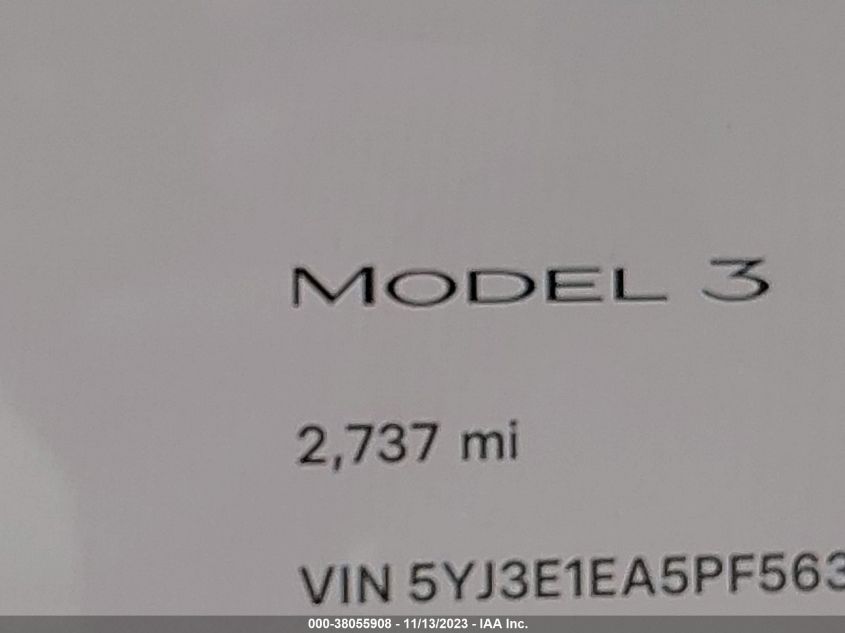 MODEL 3
2,737 mi
VIN 5YJ3E1EA5PF563
000-38055908 - 11/13/2023 - IAA Inc.